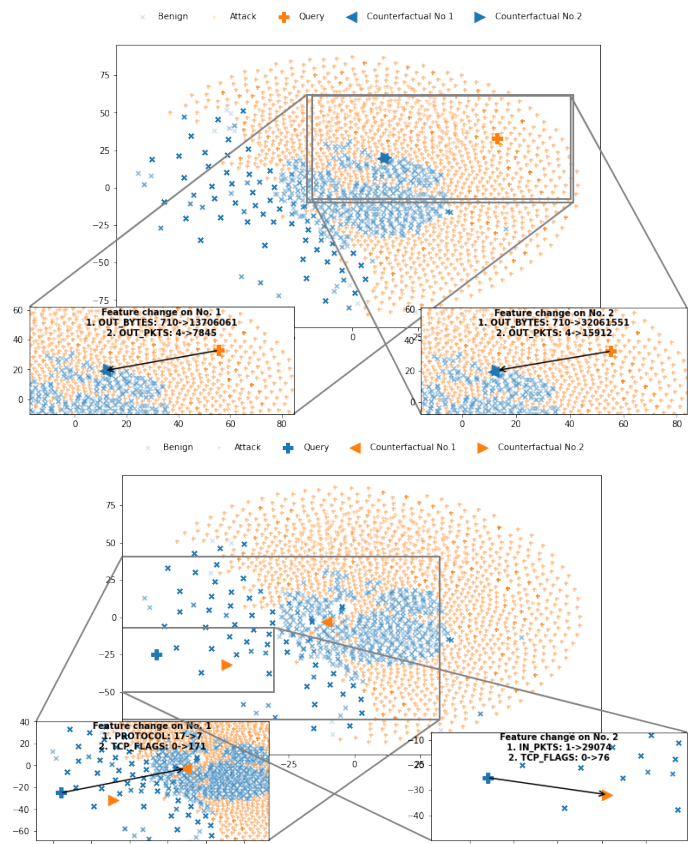 Benign Attack Query Counterfactual No.1 Counterfactual No.2
75
50
25
0
−25
−50
−75
0
Feature change on No. 1
1. OUT_BYTES: 710->13706061
2. OUT_PKTS: 4->7845
60
40
20
0
0 20 40 60 80
Feature change on No. 2
1. OUT_BYTES: 710->32061551
2. OUT_PKTS: 4->15912
60
40
20
0
0 20 40 60 80
Benign Attack Query Counterfactual No.1 Counterfactual No.2
75
50
25
0
−25
−50
−25 0 25
Feature change on No. 1
1. PROTOCOL: 17->7
2. TCP_FLAGS: 0->171
40
20
0
−20
−40
−60
Feature change on No. 2
1. IN_PKTS: 1->29074
2. TCP_FLAGS: 0->76
−10
−20
−30
−40